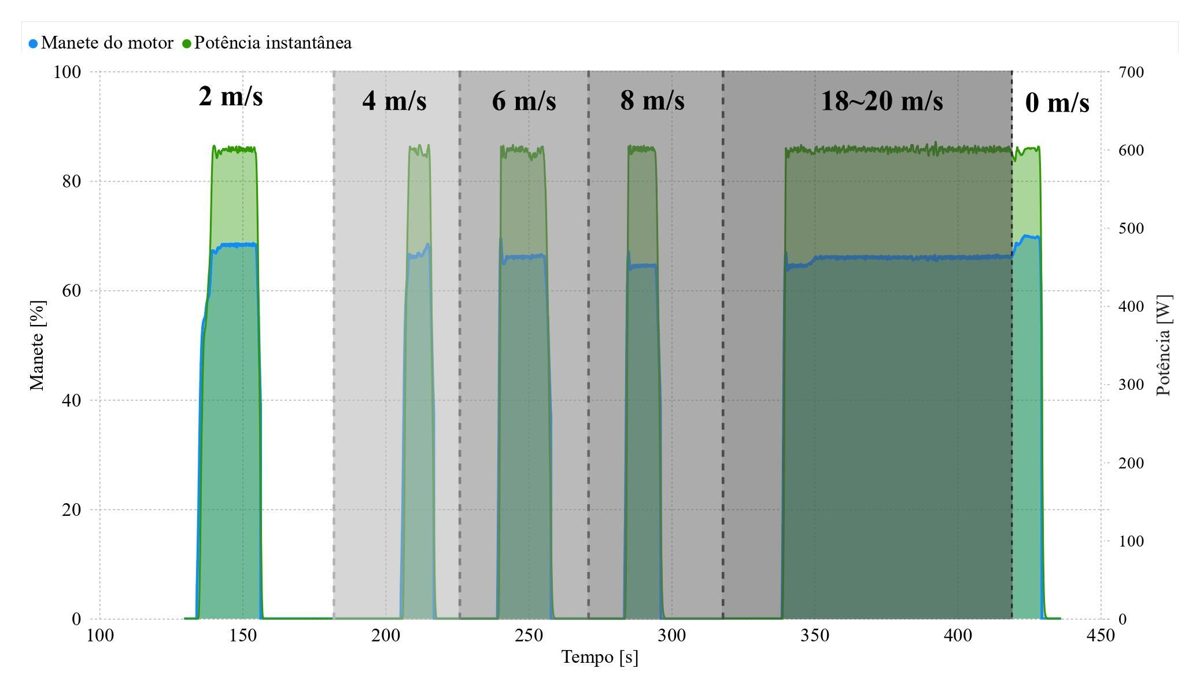 Manete do motor Potência instantânea
100 700
2 m/s 4 m/s 6 m/s 8 m/s 18~20 m/s 0 m/s
600
80
500
60
400
Manete [%]
Potência [W]
300
40
200
20
100
0 0
100 150 200 250 300 350 400 450
Tempo [s]